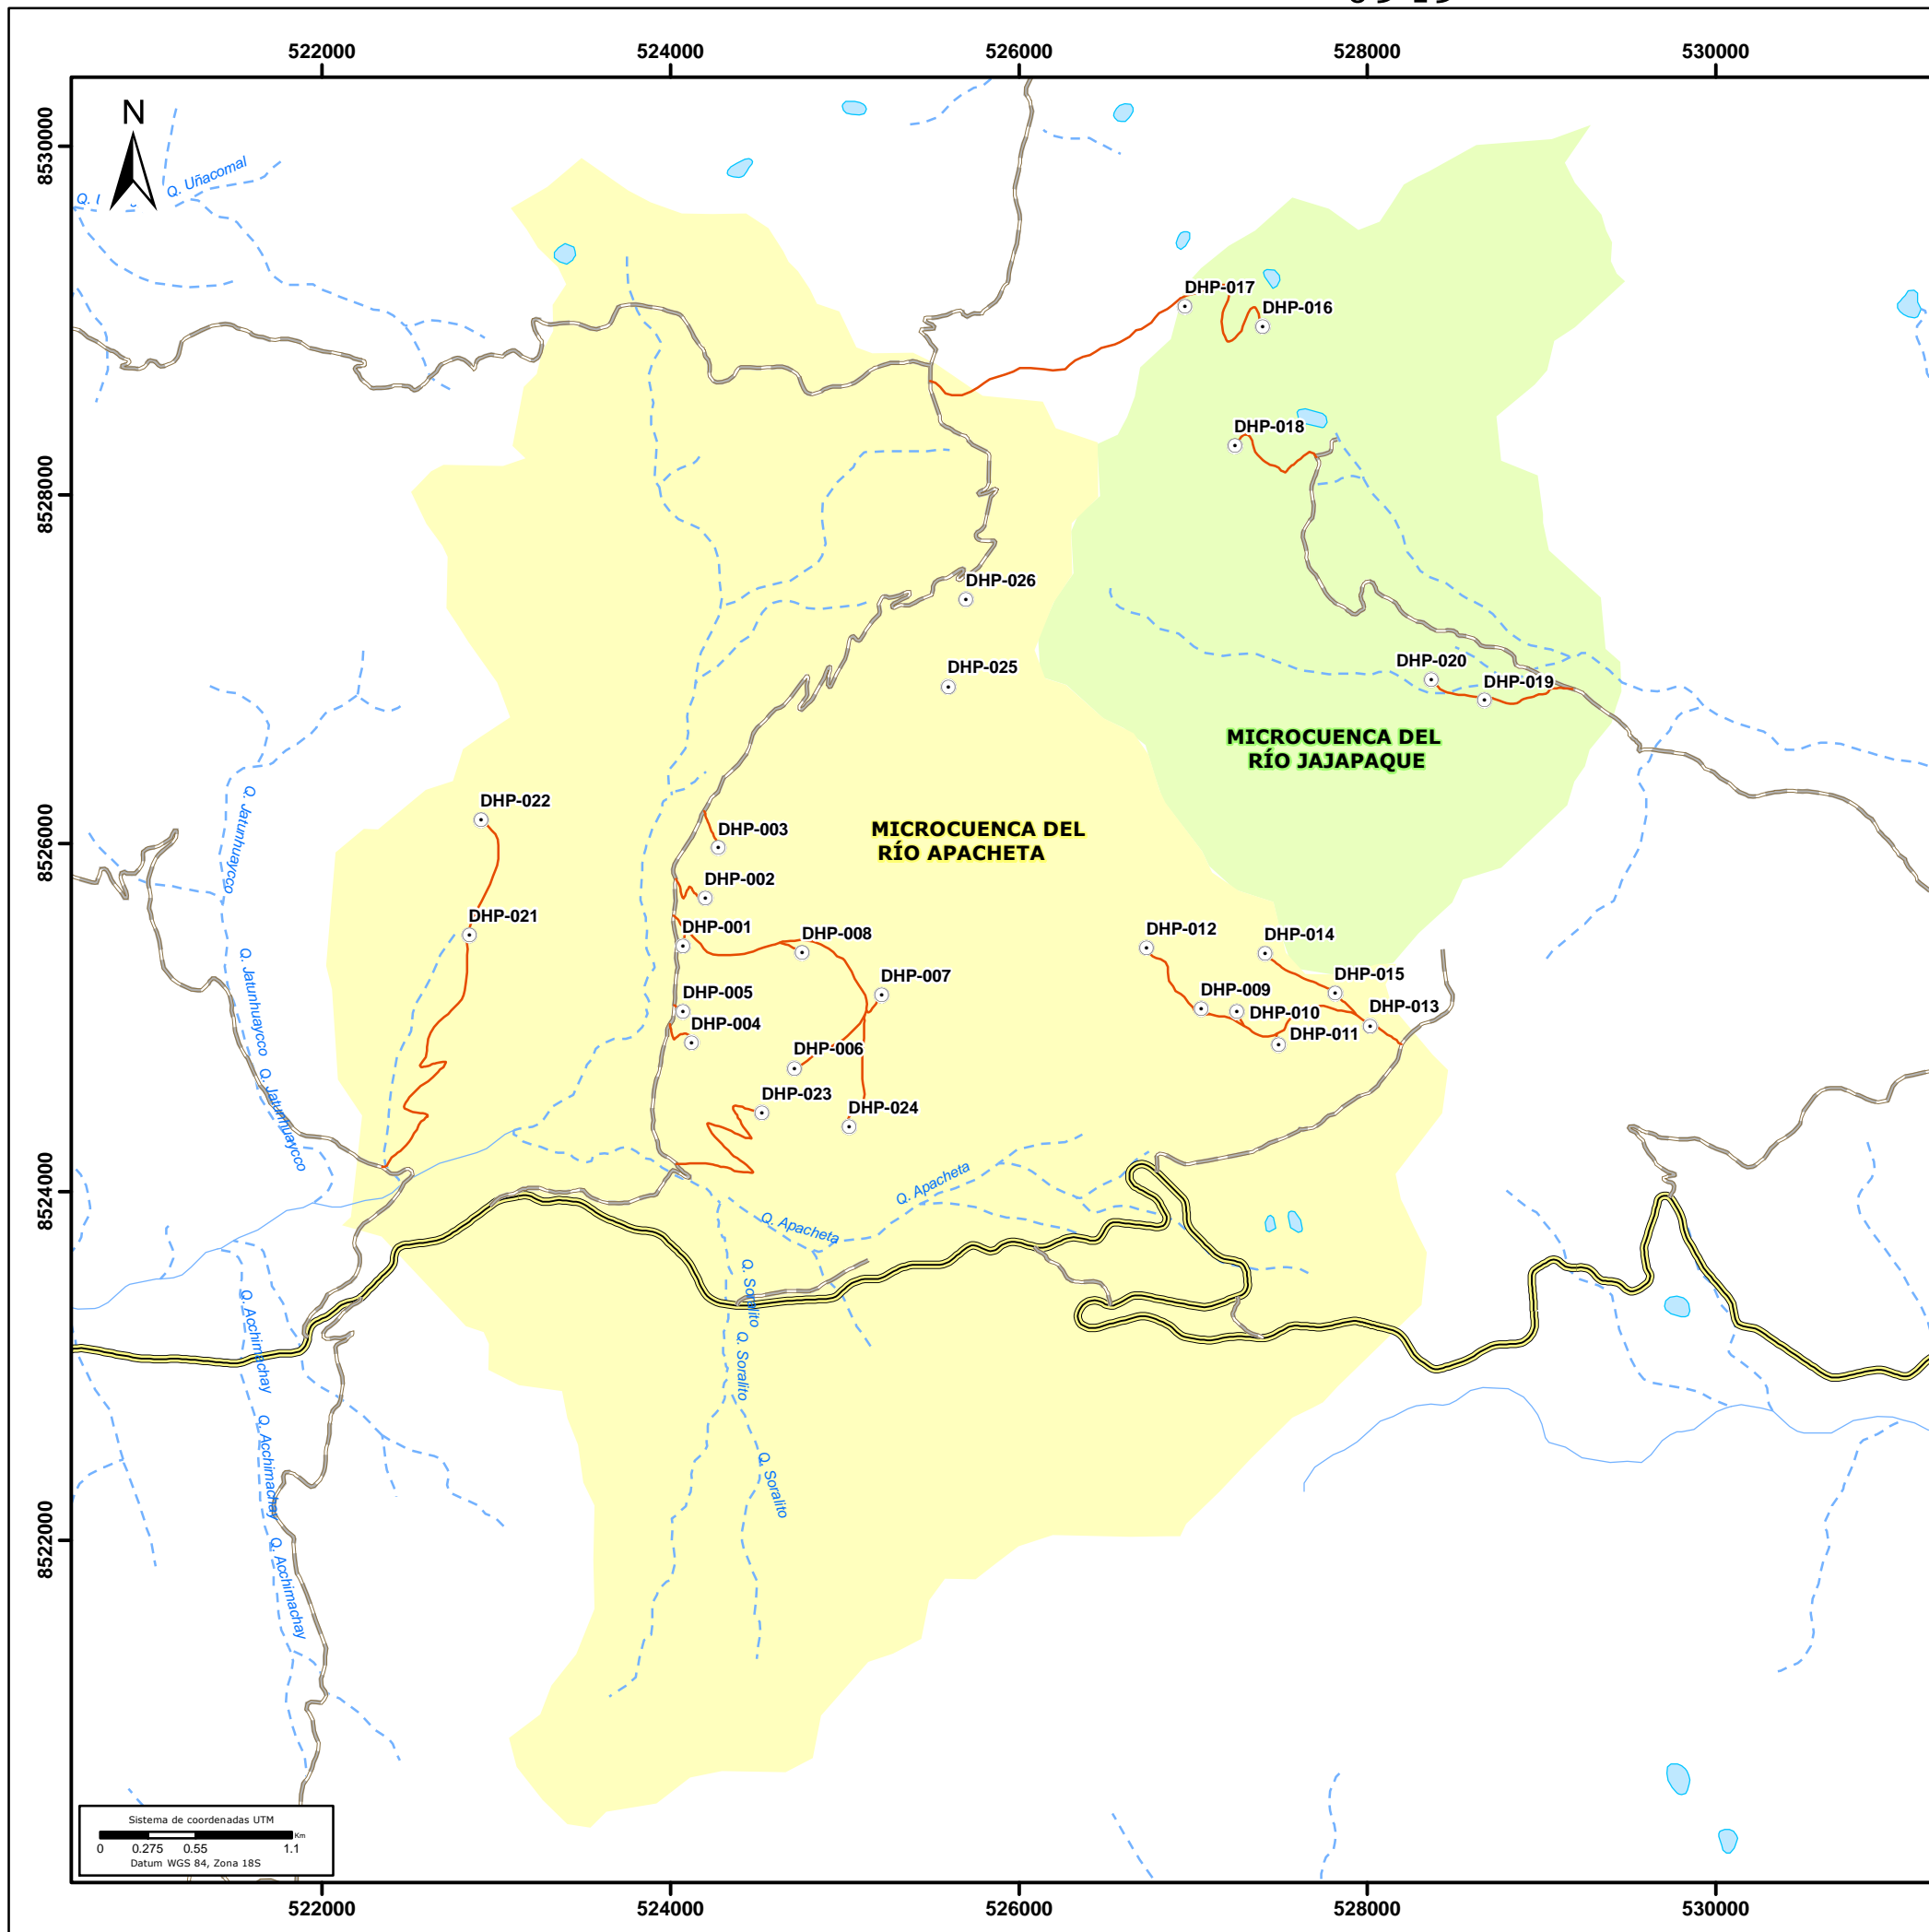 522000 524000 526000 528000 530000
8530000
8528000
8526000
8524000
8522000
N
Q. Uñacomal
Q. I
DHP-017
DHP-016
DHP-018
DHP-026
DHP-025
DHP-020
DHP-019
MICROCUENCA DEL
RÍO JAJAPAQUE
DHP-022
Q. Jatunhuaycco
DHP-003
MICROCUENCA DEL
RÍO APACHETA
DHP-002
DHP-021
DHP-001
DHP-008
DHP-012
DHP-014
DHP-007
DHP-015
Q. Jatunhuaycco
DHP-005
DHP-009
DHP-010
DHP-013
DHP-004
DHP-011
DHP-006
Q. Jatunhuaycco
DHP-023
DHP-024
Q. Apacheta
Q. Apacheta
Q. Soralito
Q. Acchimachay
Q. Soralito
Q. Acchimachay
Q. Soralito
Q. Acchimachay
Sistema de coordenadas UTM
Km
0 0.275 0.55 1.1
Datum WGS 84, Zona 18S
522000 524000 526000 528000 530000